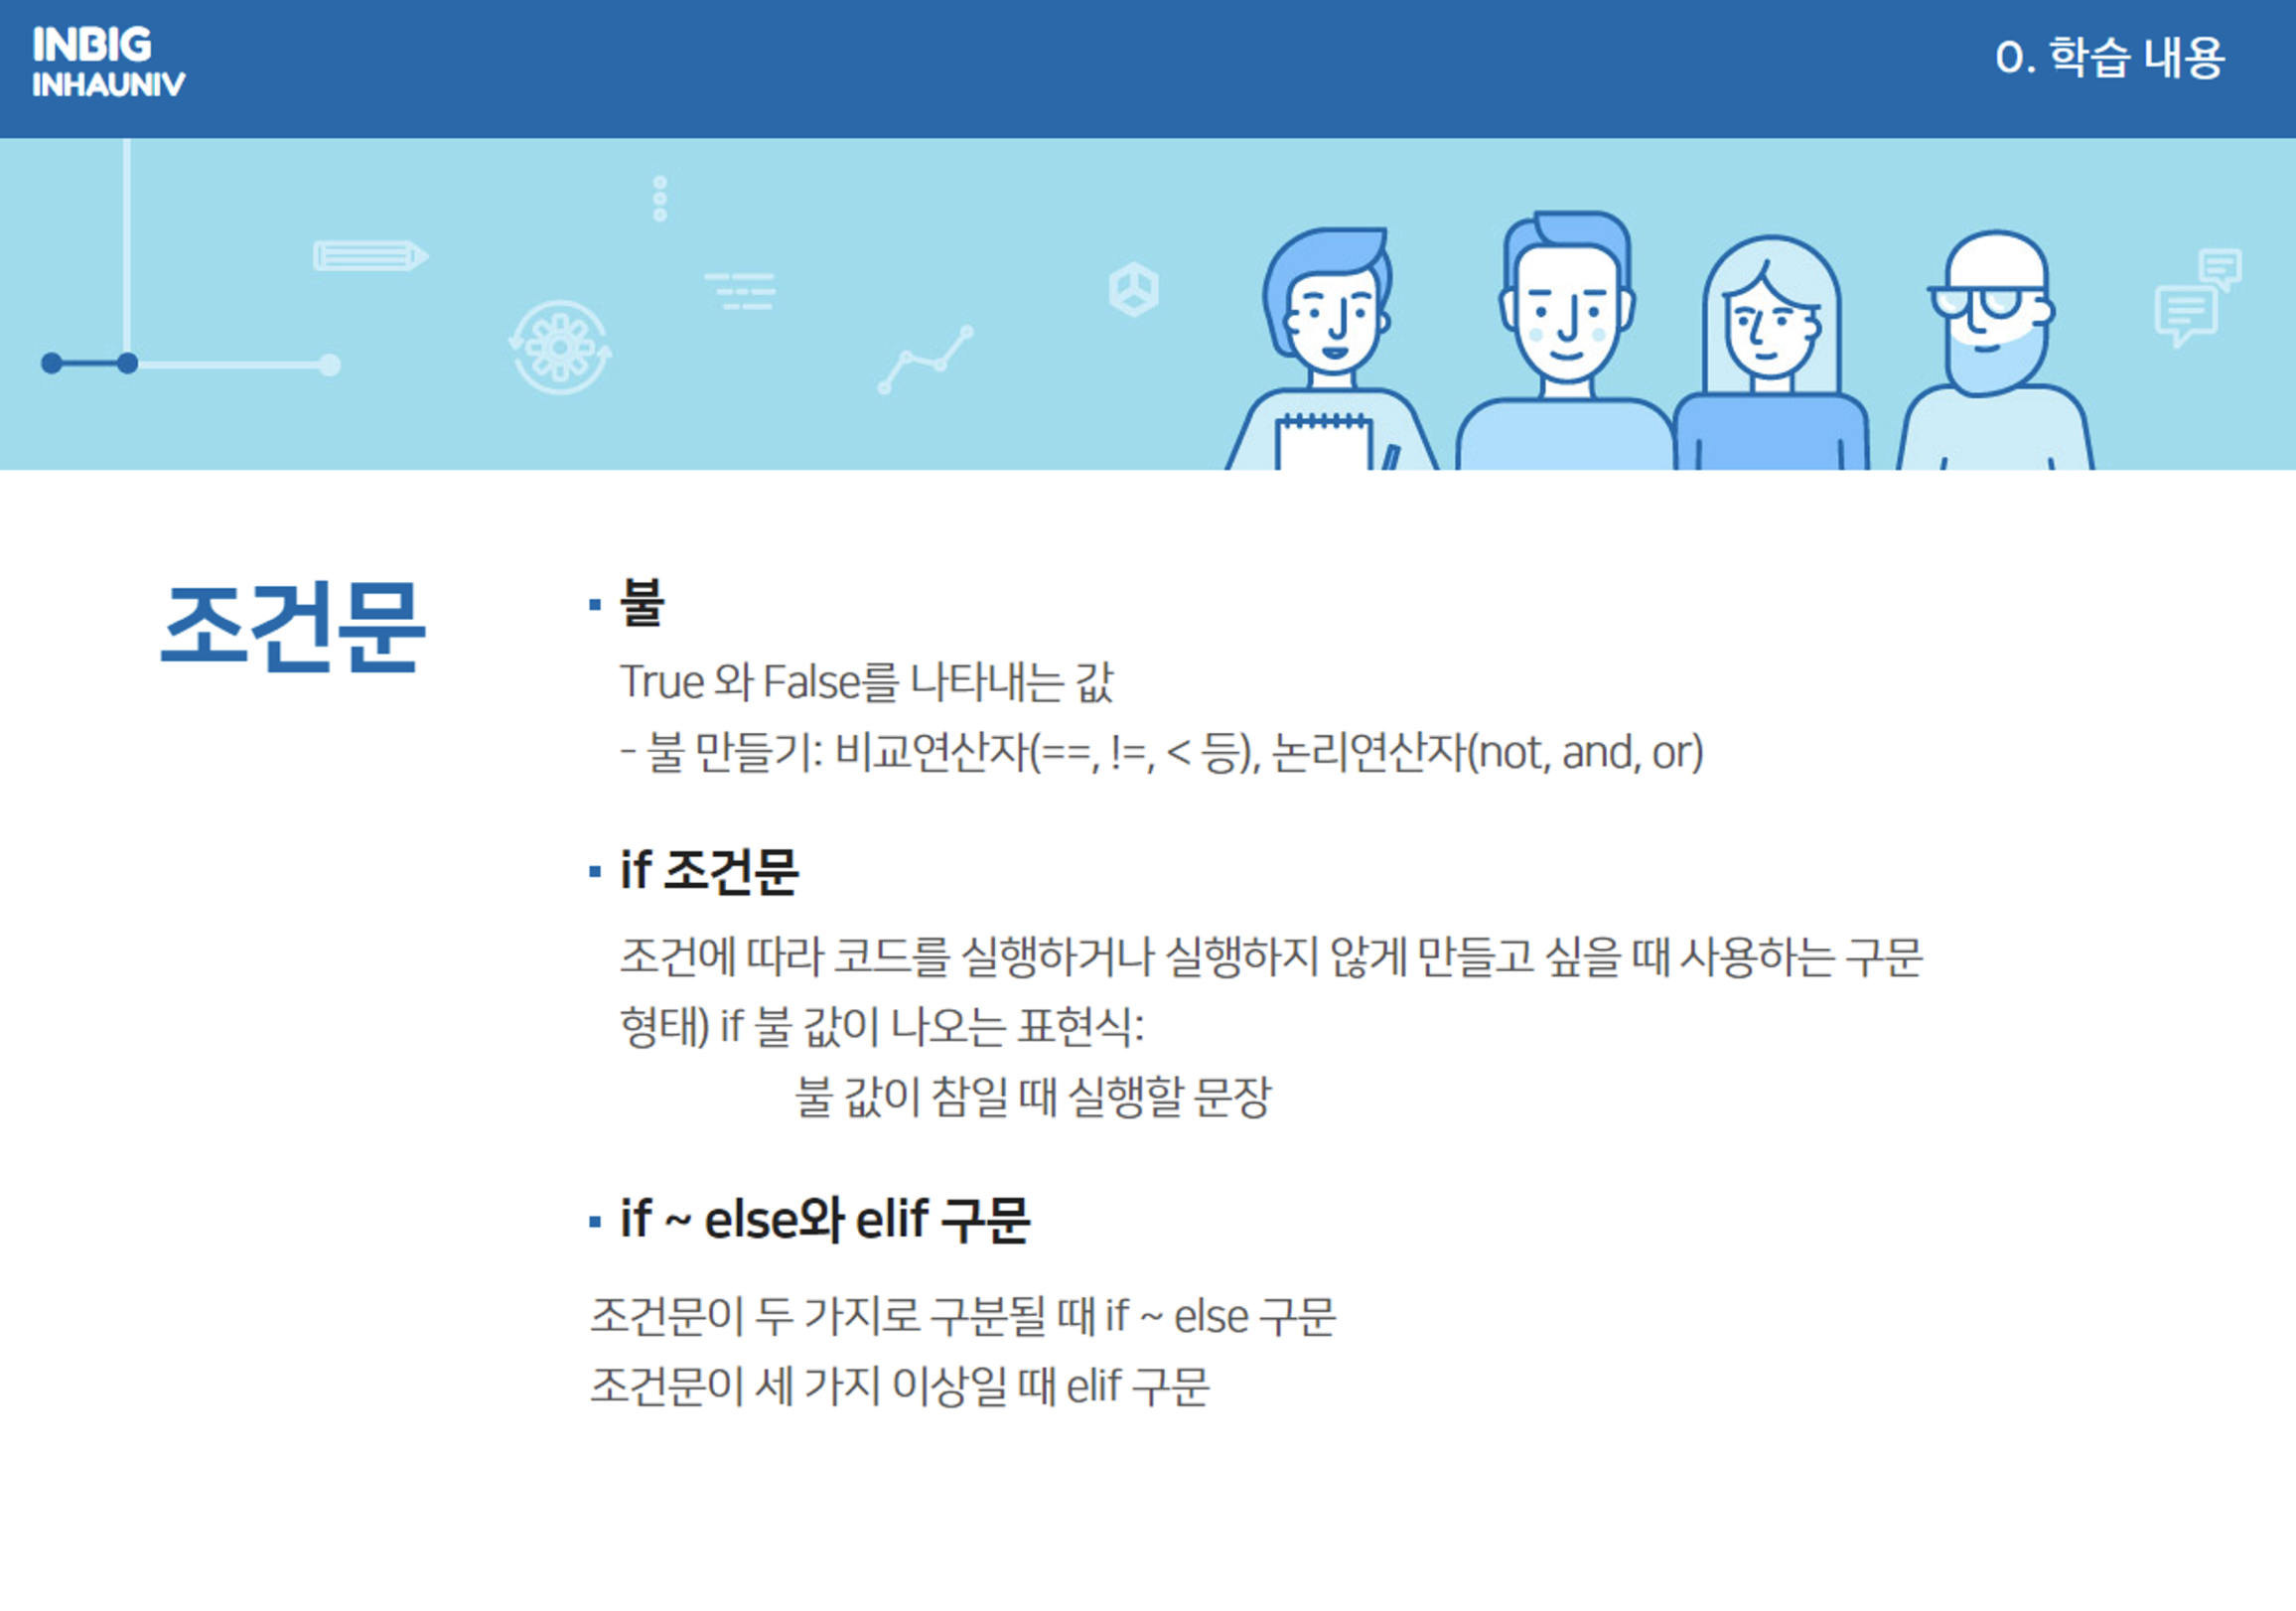 INBIG
INHAUNIV
0. 학습 내용
조건문
▪ 불
True 와 False를 나타내는 값
- 불 만들기: 비교연산자(==, !=, < 등), 논리연산자(not, and, or)
▪ if 조건문
조건에 따라 코드를 실행하거나 실행하지 않게 만들고 싶을 때 사용하는 구문
형태) if 불 값이 나오는 표현식:
불 값이 참일 때 실행할 문장
▪ if ~ else와 elif 구문
조건문이 두 가지로 구분될 때 if ~ else 구문
조건문이 세 가지 이상일 때 elif 구문